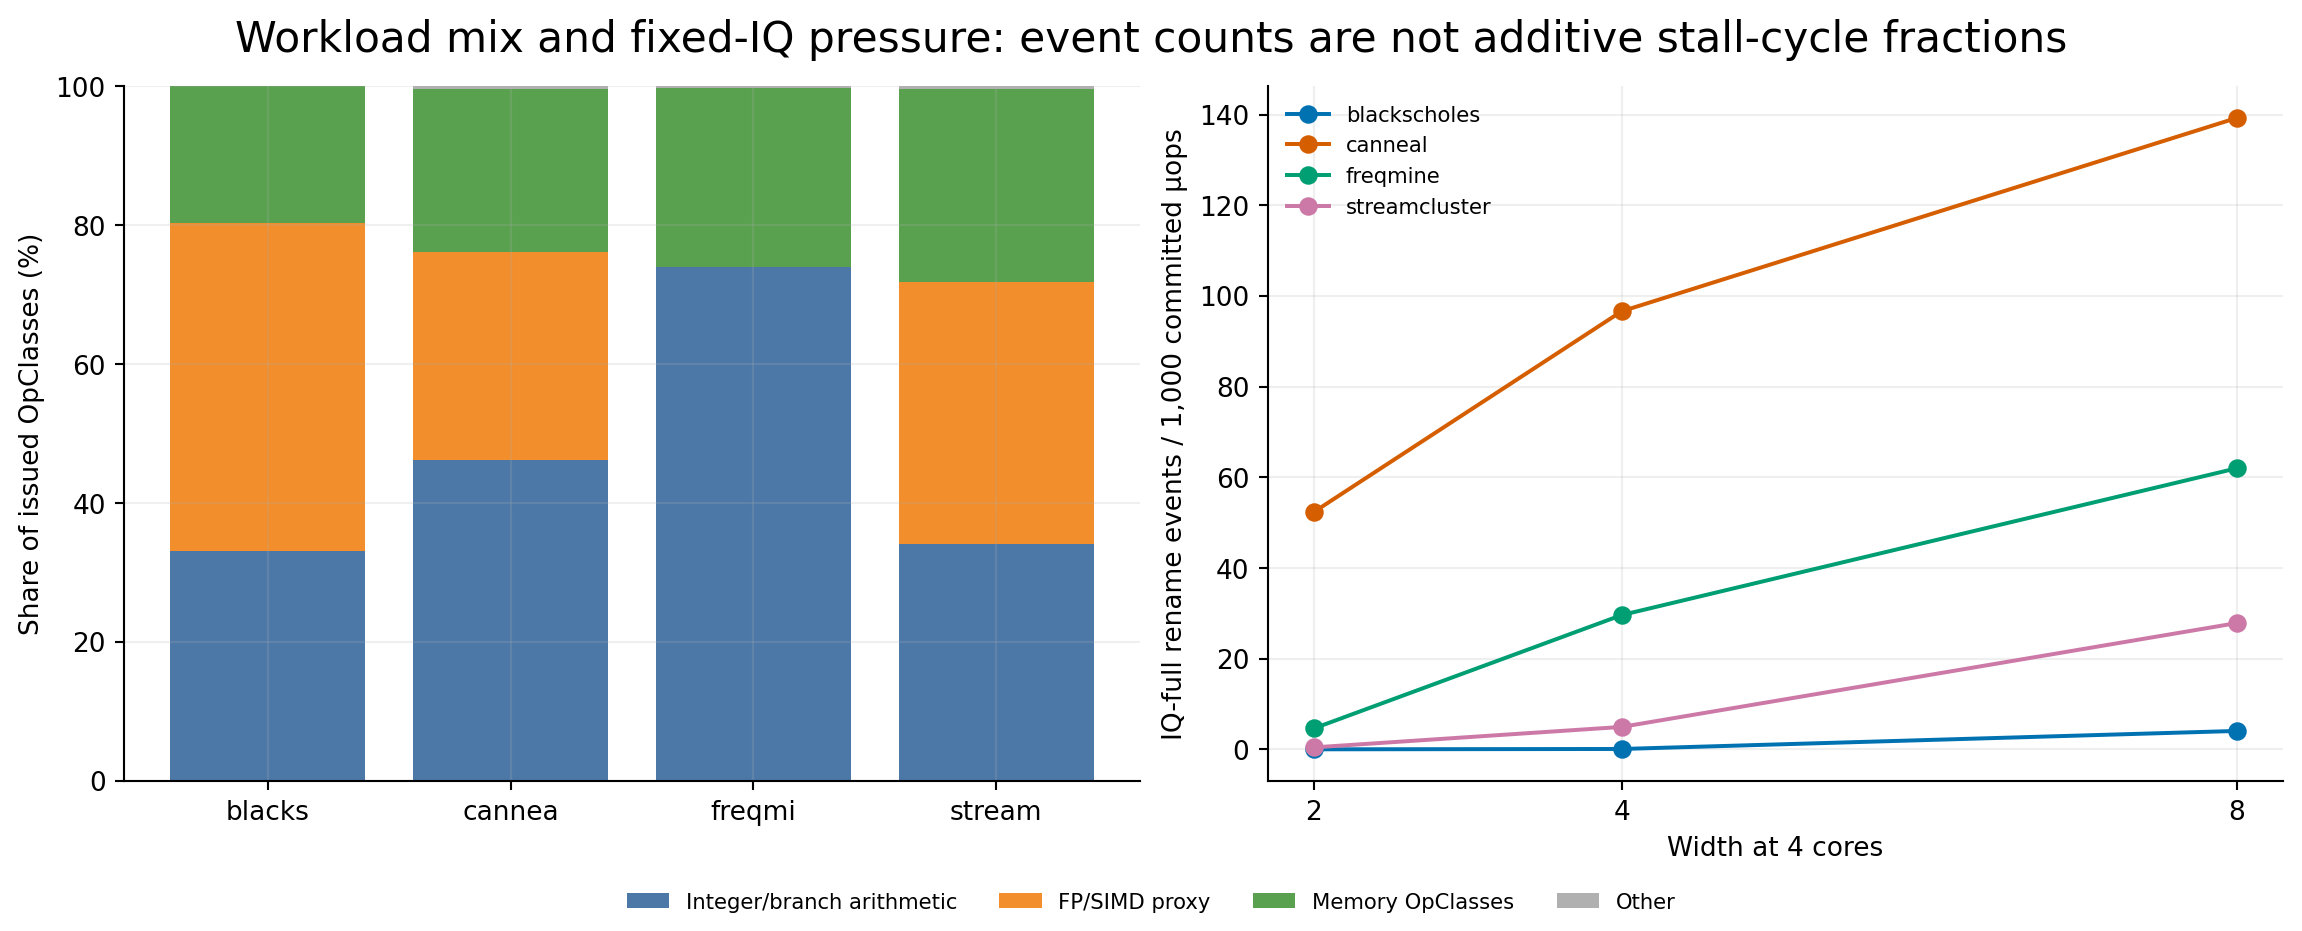 Workload mix and fixed-IQ pressure: event counts are not additive stall-cycle fractions
Share of issued OpClasses (%)
100
80
60
40
20
0
blacks
cannea
freqmi
stream
IQ-full rename events / 1,000 committed μops
140
120
100
80
60
40
20
0
blackscholes
canneal
freqmine
streamcluster
2
4
8
Width at 4 cores
Integer/branch arithmetic
FP/SIMD proxy
Memory OpClasses
Other